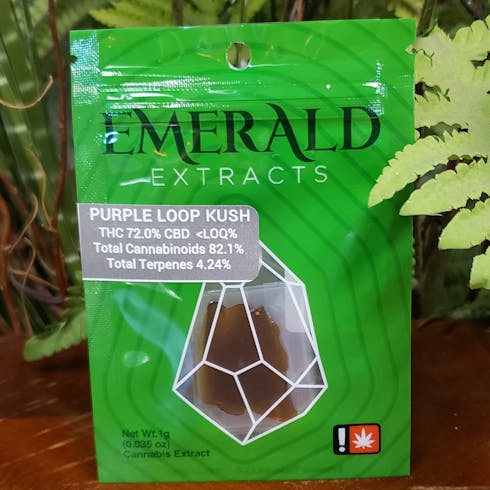 EMERALD
EXTRACTS
PURPLE LOOP KUSH
THC 72.0% CBD <LOQ%
Total Cannabinoids 82.1%
Total Terpenes 4.24%
Net Wt.1g
(0.035 oz)
Cannabis Extract
!